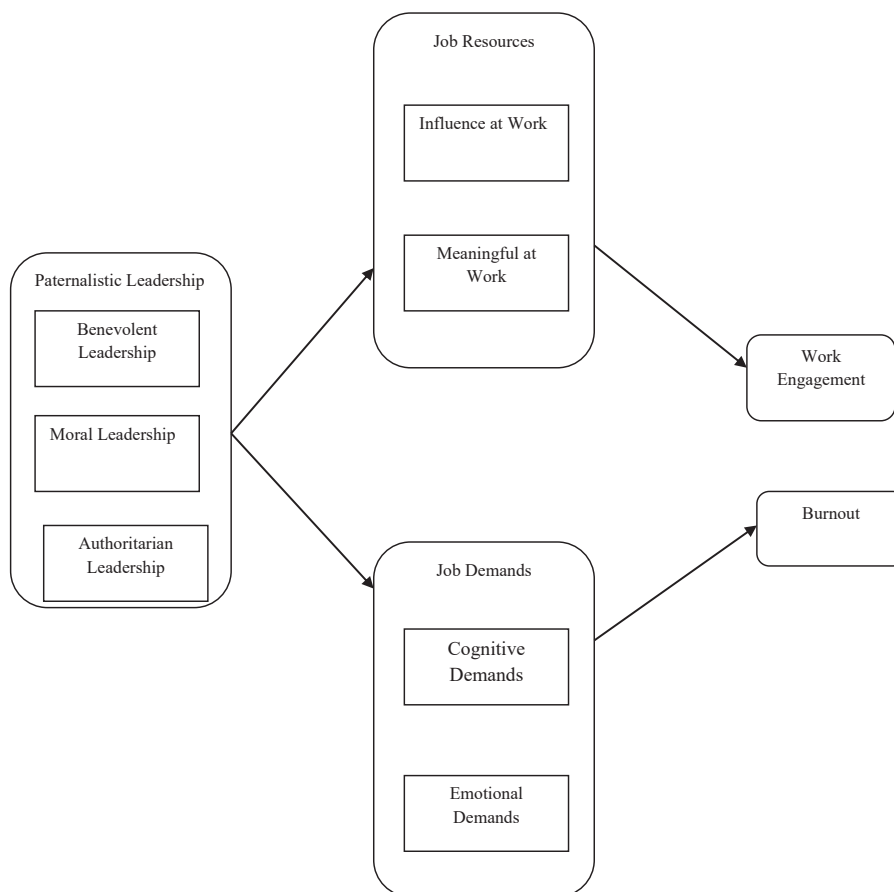 Job Resources
Influence at Work
Meaningful at
Work
Paternalistic Leadership
Benevolent
Leadership
Moral Leadership
Authoritarian
Leadership
Work
Engagement
Burnout
Job Demands
Cognitive
Demands
Emotional
Demands